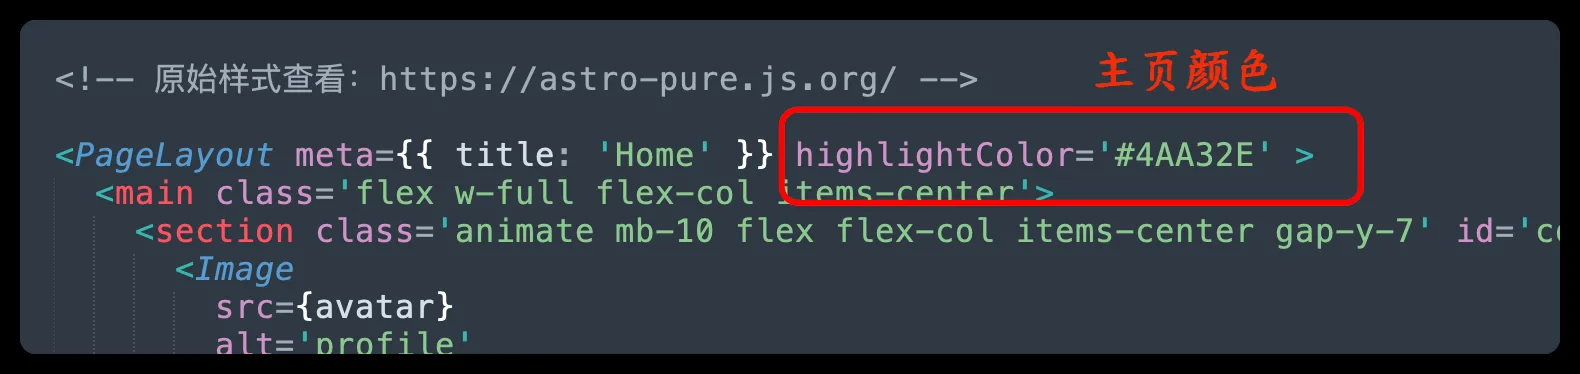 <!-- 原始样式查看：https://astro-pure.js.org/ -->
主页颜色
<PageLayout meta={{ title: 'Home' }} highlightColor='#4AA32E' >
<main class='flex w-full flex-col items-center'>
<section class='animate mb-10 flex flex-col items-center gap-y-7' id='
<Image
src={avatar}
alt='profile'